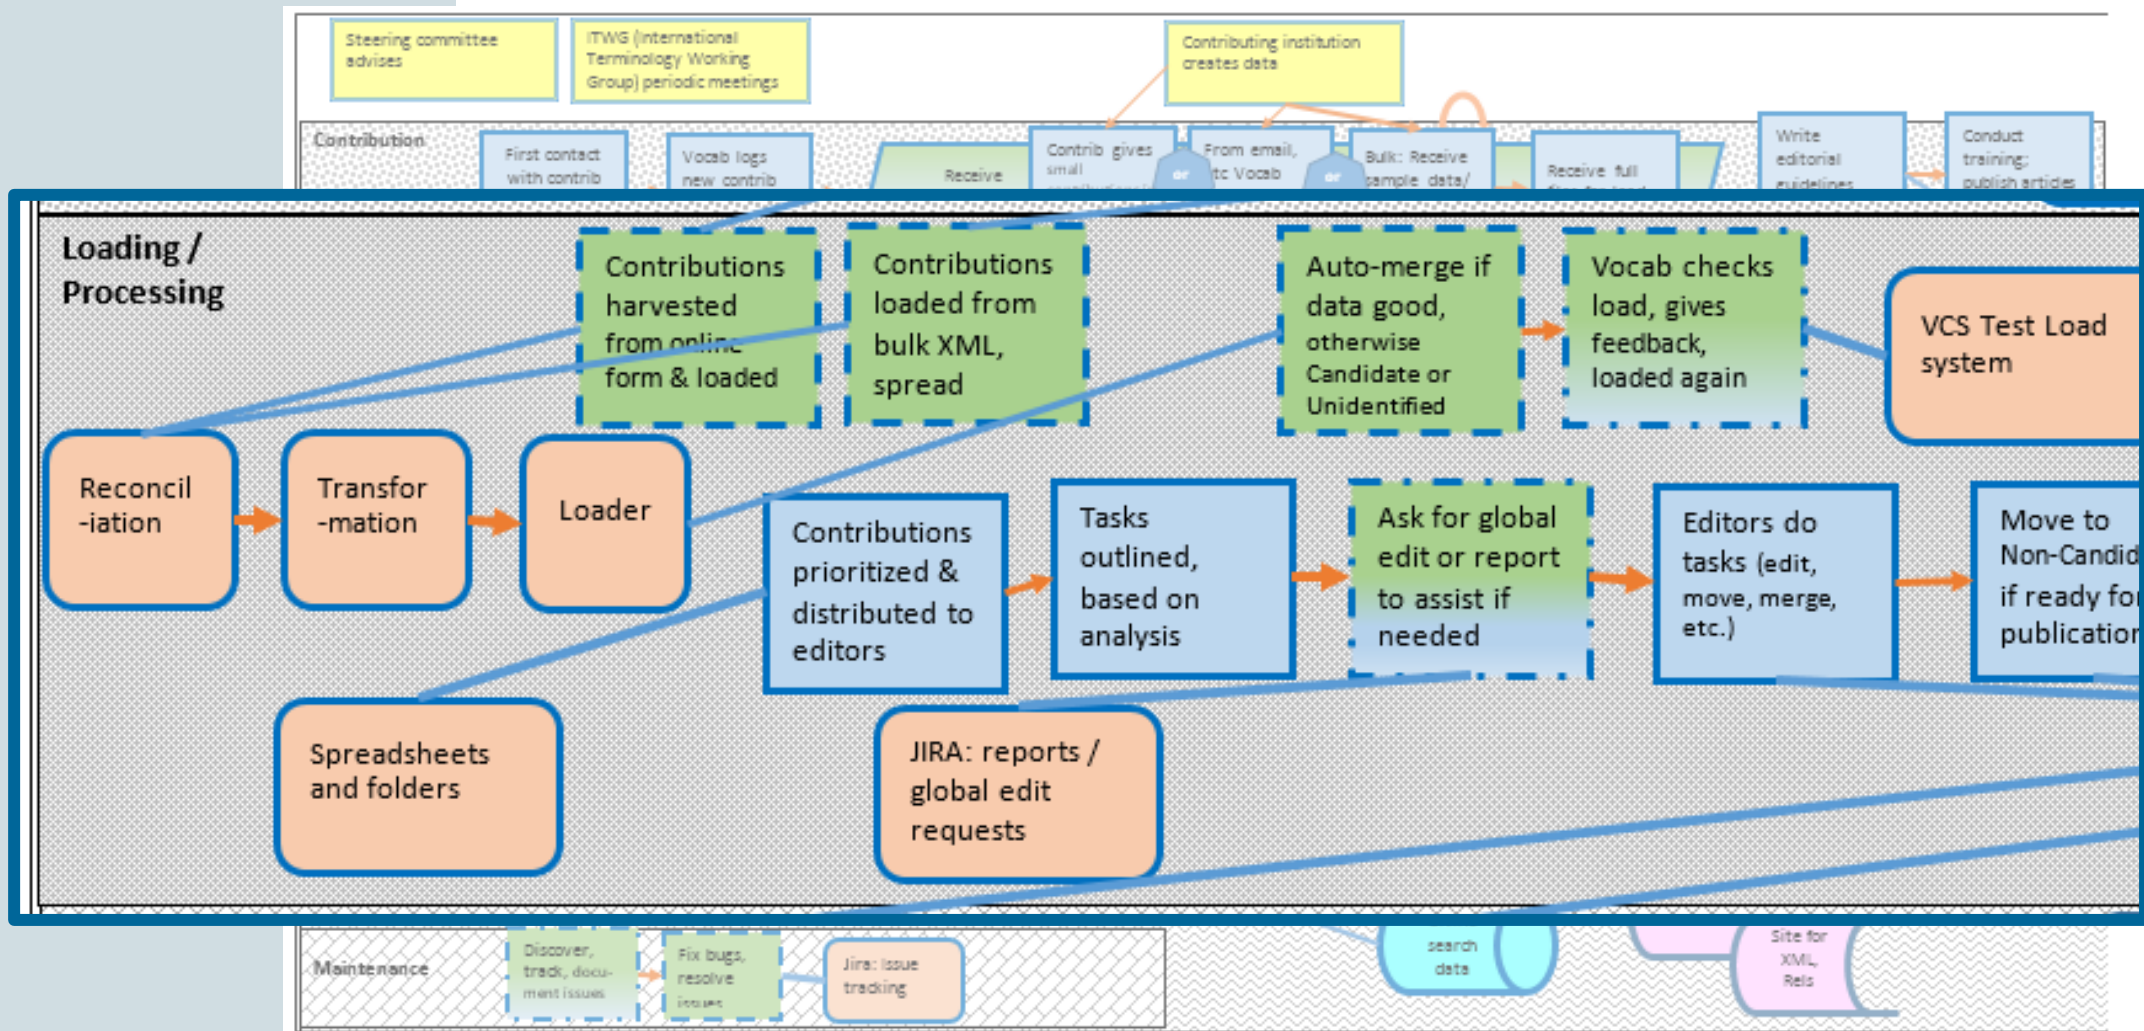 Steering committee
advises
ITWG (International
Terminology Working
Group) periodic meetings
Contributing institution
creates data
Contribution
First contact
with contrib
Vocab logs
new contrib
Receive
Contrib gives
small
or
From email,
etc Vocab
or
Bulk: Receive
sample data/
Receive full
Write
editorial
guidelines
Conduct
training;
publish articles
Loading /
Processing
Contributions
harvested
from online
form & loaded
Contributions
loaded from
bulk XML,
spread
Auto-merge if
data good,
otherwise
Candidate or
Unidentified
Vocab checks
load, gives
feedback,
loaded again
VCS Test Load
system
Reconcil
-iation
Transfor
-mation
Loader
Contributions
prioritized &
distributed to
editors
Tasks
outlined,
based on
analysis
Ask for global
edit or report
to assist if
needed
Editors do
tasks (edit,
move, merge,
etc.)
Move to
Non-Candid
if ready for
publication
Spreadsheets
and folders
JIRA: reports /
global edit
requests
Maintenance
Discover,
track, docu-
ment issues
Fix bugs,
resolve
issues
Jira: Issue
tracking
search
data
Site for
XML,
Rels